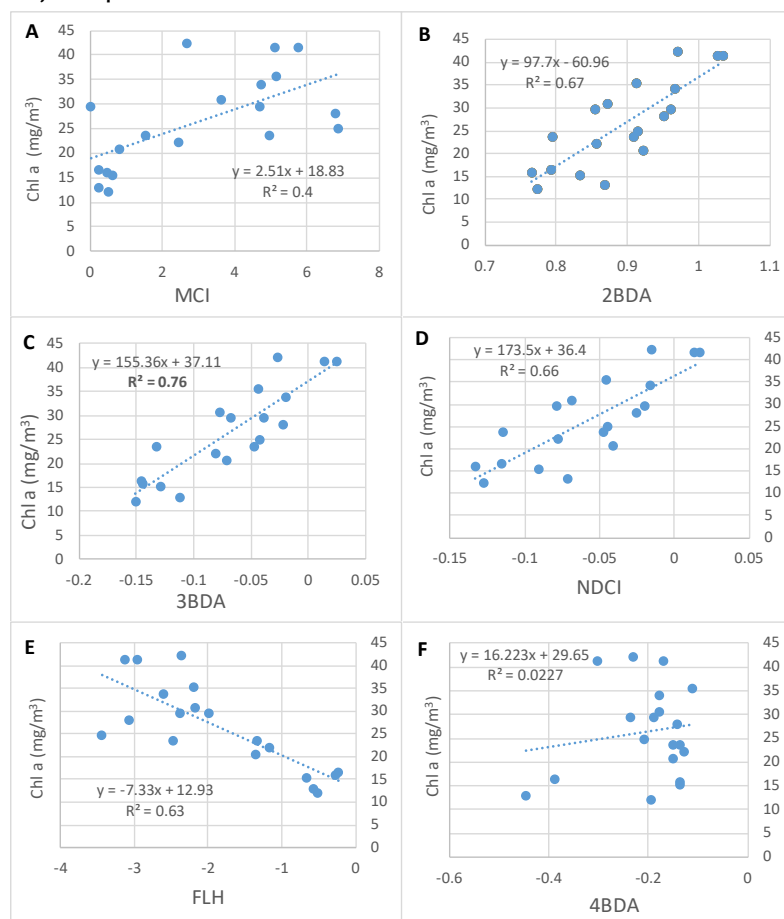 A
45
40
35
30
25
20
15
10
5
0
Chl a (mg/m³)
y = 2.51x + 18.83
R² = 0.4
0 2 4 6 8
MCI
B
45
40
35
30
25
20
15
10
5
0
Chl a (mg/m³)
y = 97.7x - 60.96
R² = 0.67
0.7 0.8 0.9 1 1.1
2BDA
C
45
40
35
30
25
20
15
10
5
0
Chl a (mg/m³)
y = 155.36x + 37.11
R² = 0.76
-0.2 -0.15 -0.1 -0.05 0 0.05
3BDA
D
45
40
35
30
25
20
15
10
5
0
Chl a (mg/m³)
y = 173.5x + 36.4
R² = 0.66
-0.15 -0.1 -0.05 0 0.05
NDCI
E
45
40
35
30
25
20
15
10
5
0
Chl a (mg/m³)
y = -7.33x + 12.93
R² = 0.63
-4 -3 -2 -1 0
FLH
F
45
40
35
30
25
20
15
10
5
0
Chl a (mg/m³)
y = 16.223x + 29.65
R² = 0.0227
-0.6 -0.4 -0.2 0
4BDA